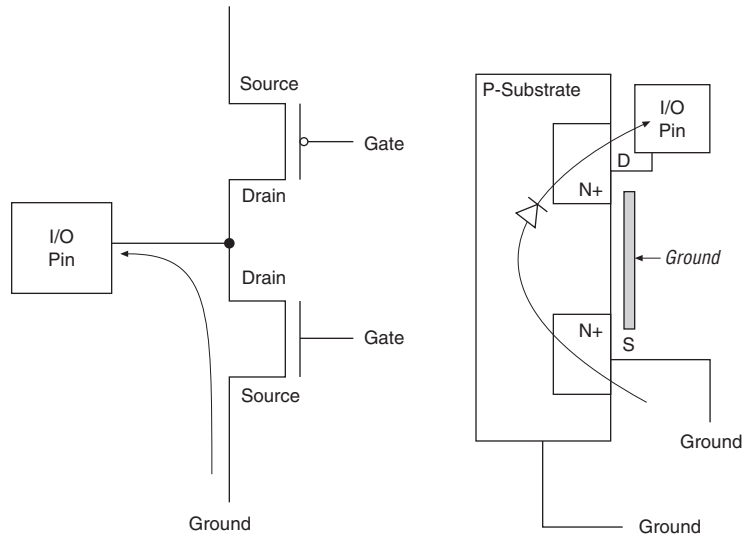 Source
Gate
Drain
I/O
Pin
Drain
Gate
Source
Ground
P-Substrate
I/O
Pin
D
N+
Ground
N+
S
Ground
Ground